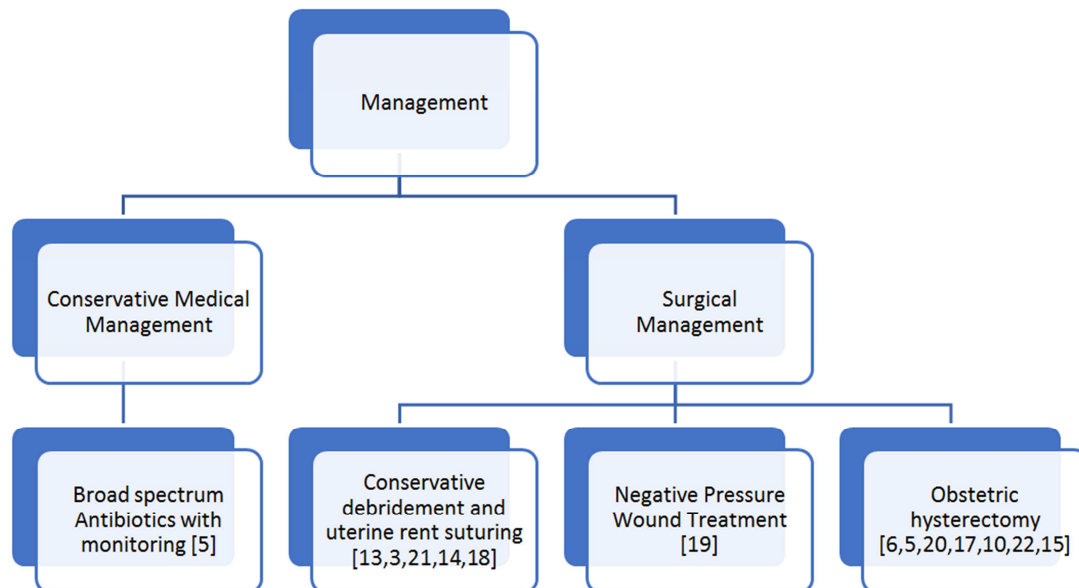 Management
Conservative Medical
Management
Surgical
Management
Broad spectrum
Antibiotics with
monitoring [5]
Conservative
debridement and
uterine rent suturing
[13,3,21,14,18]
Negative Pressure
Wound Treatment
[19]
Obstetric
hysterectomy
[6,5,20,17,10,22,15]